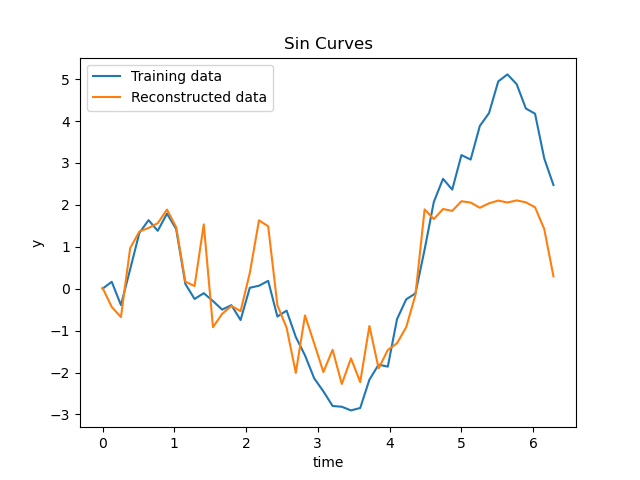 Sin Curves
Training data
Reconstructed data
5
4
3
2
1
0
−1
−2
−3
y
0 1 2 3 4 5 6
time